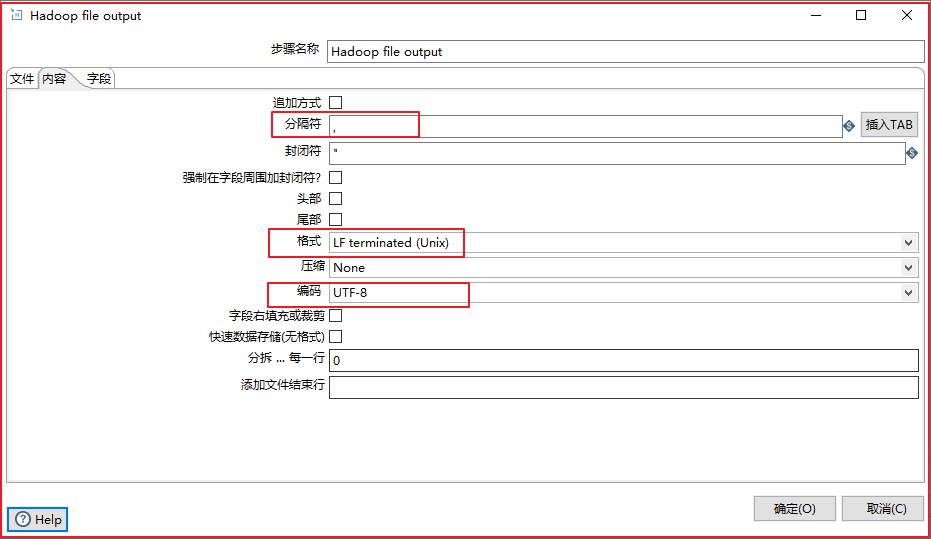 Hadoop file output
步骤名称 Hadoop file output
文件 内容 字段
追加方式
分隔符 , 插入TAB
封闭符 "
强制在字段周围加封闭符?
头部
尾部
格式 LF terminated (Unix)
压缩 None
编码 UTF-8
字段右填充或裁剪
快速数据存储(无格式)
分拆 ... 每一行 0
添加文件结束行
Help 确定(O) 取消(C)